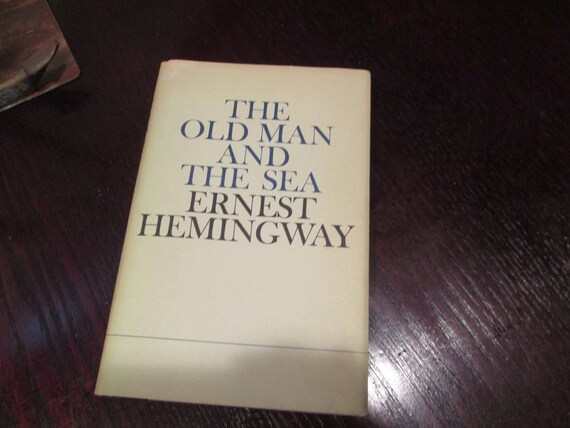 THE
OLD MAN
AND
THE SEA
ERNEST
HEMINGWAY